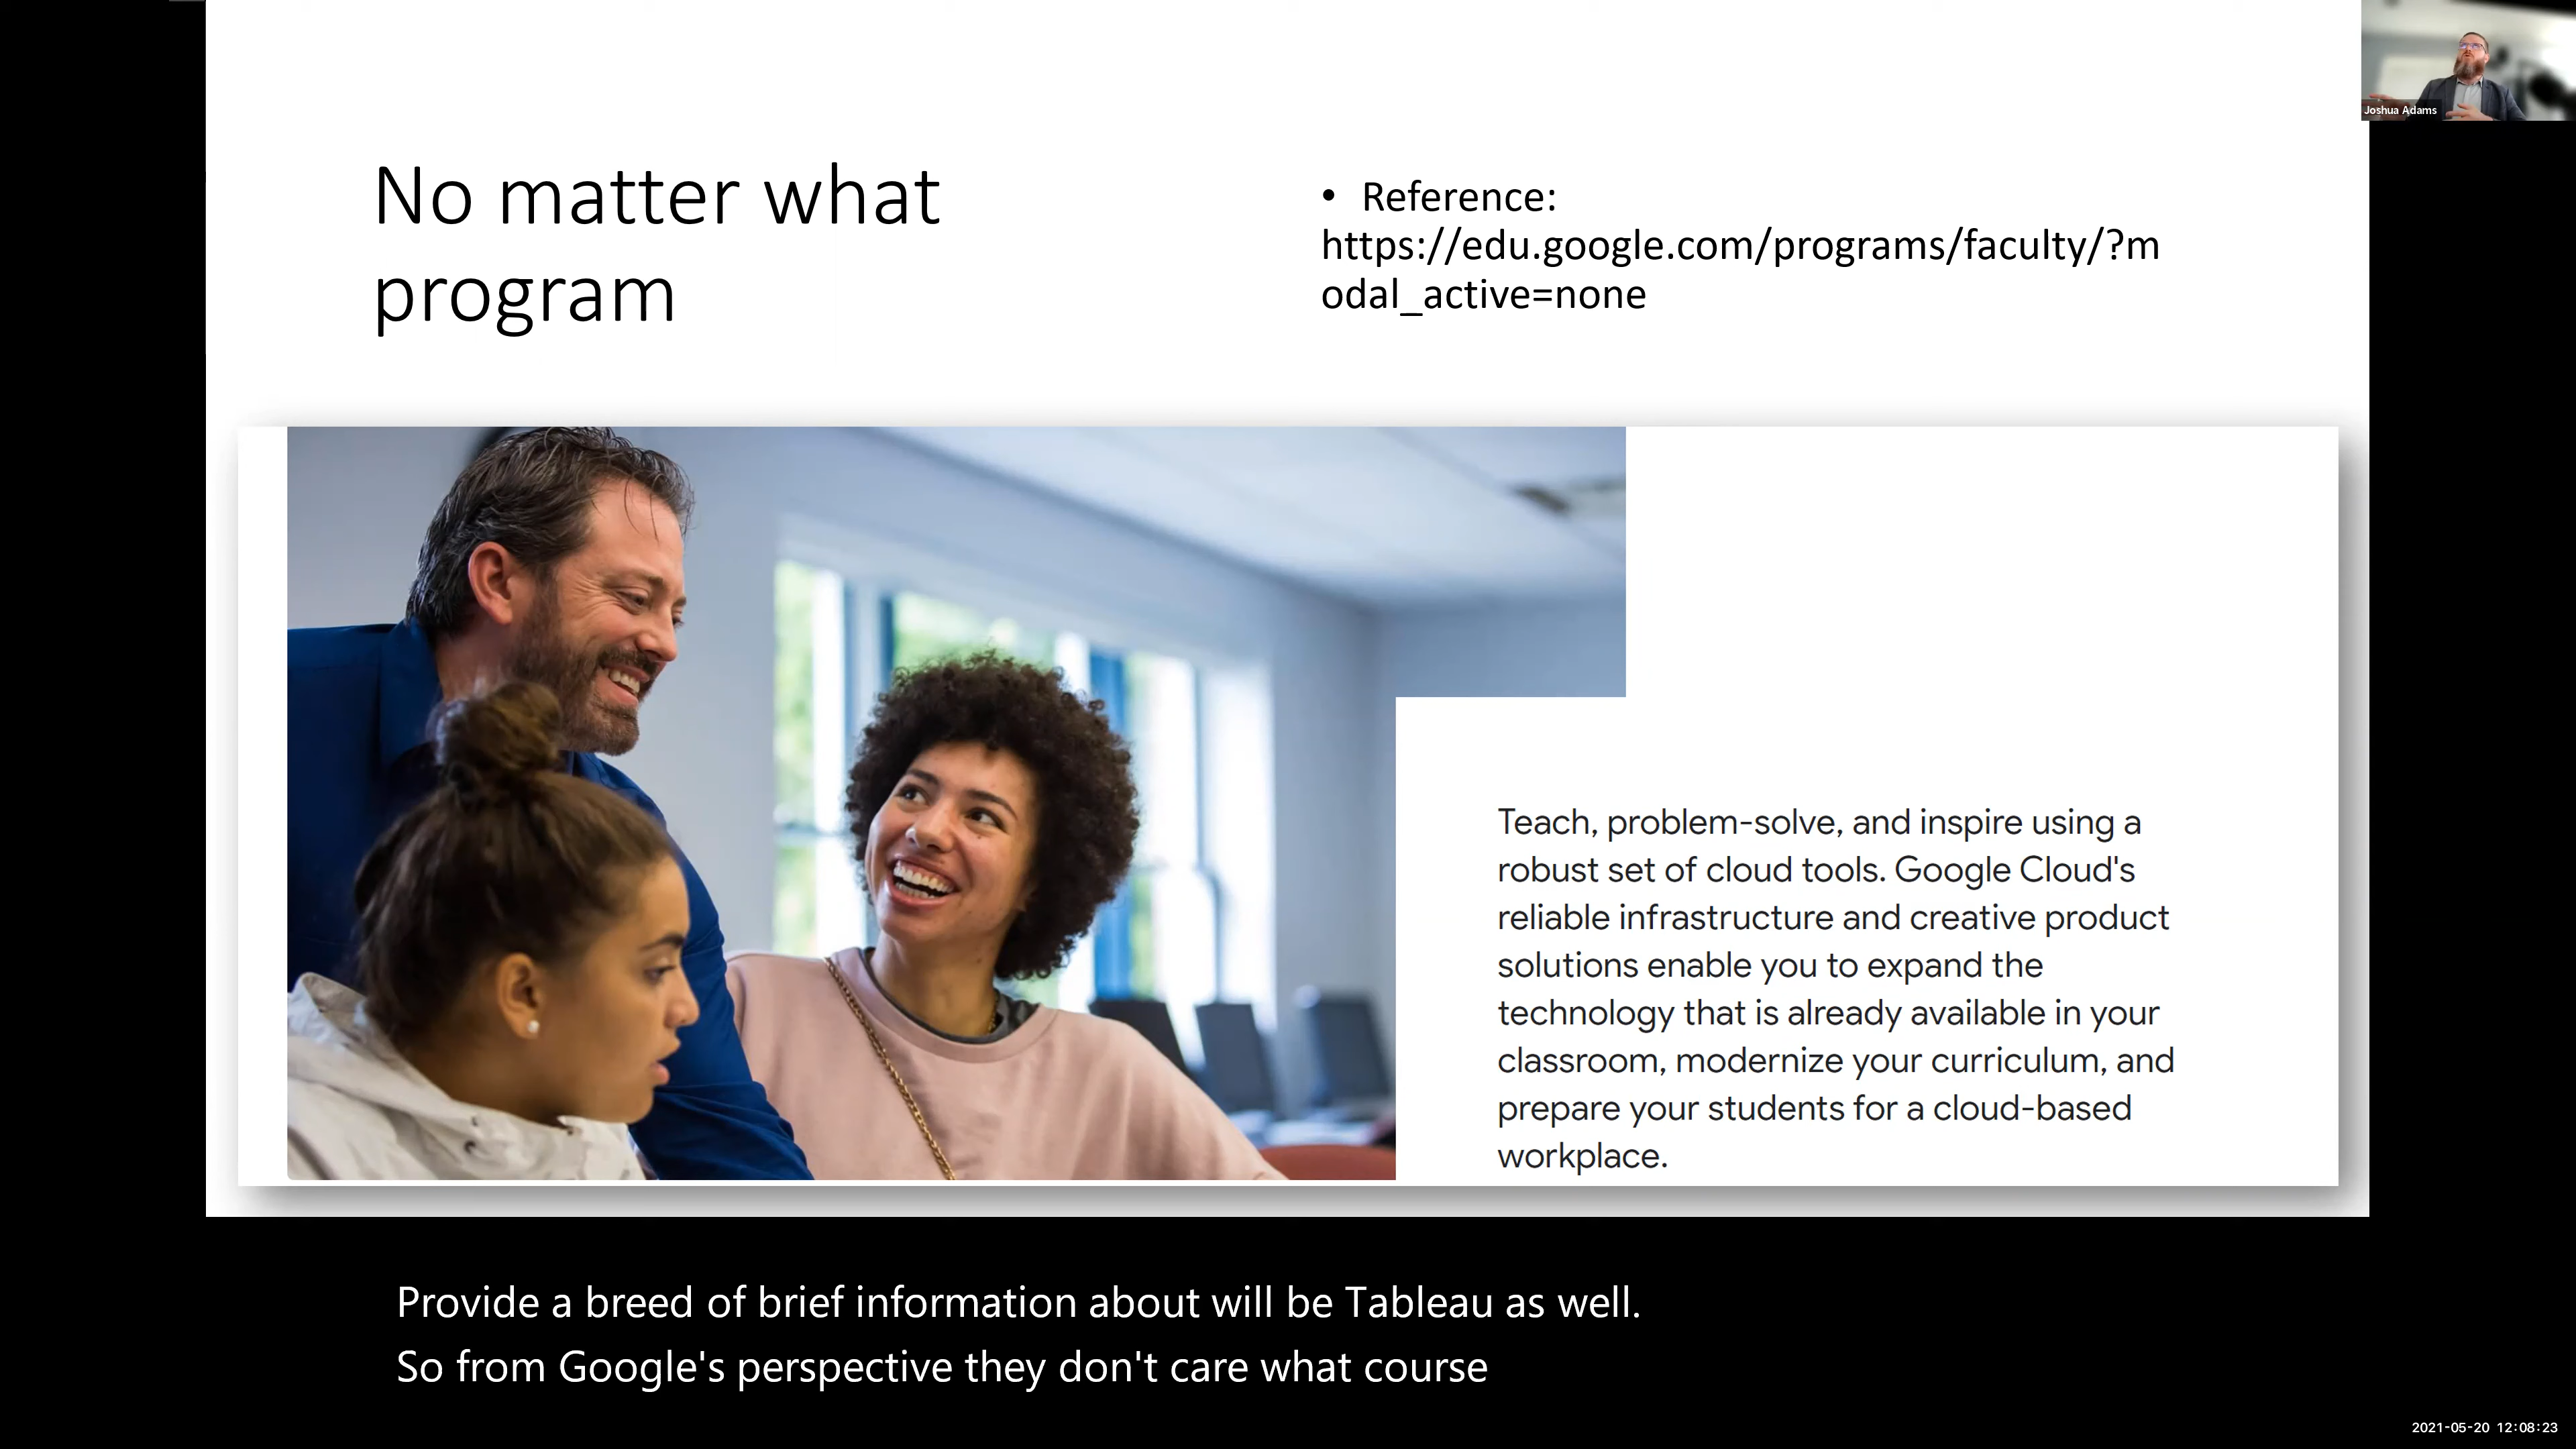 Joshua Adams
No matter what
program
• Reference:
https://edu.google.com/programs/faculty/?m
odal_active=none
Teach, problem-solve, and inspire using a
robust set of cloud tools. Google Cloud's
reliable infrastructure and creative product
solutions enable you to expand the
technology that is already available in your
classroom, modernize your curriculum, and
prepare your students for a cloud-based
workplace.
Provide a breed of brief information about will be Tableau as well.
So from Google's perspective they don't care what course
2021-05-20 12:08:23